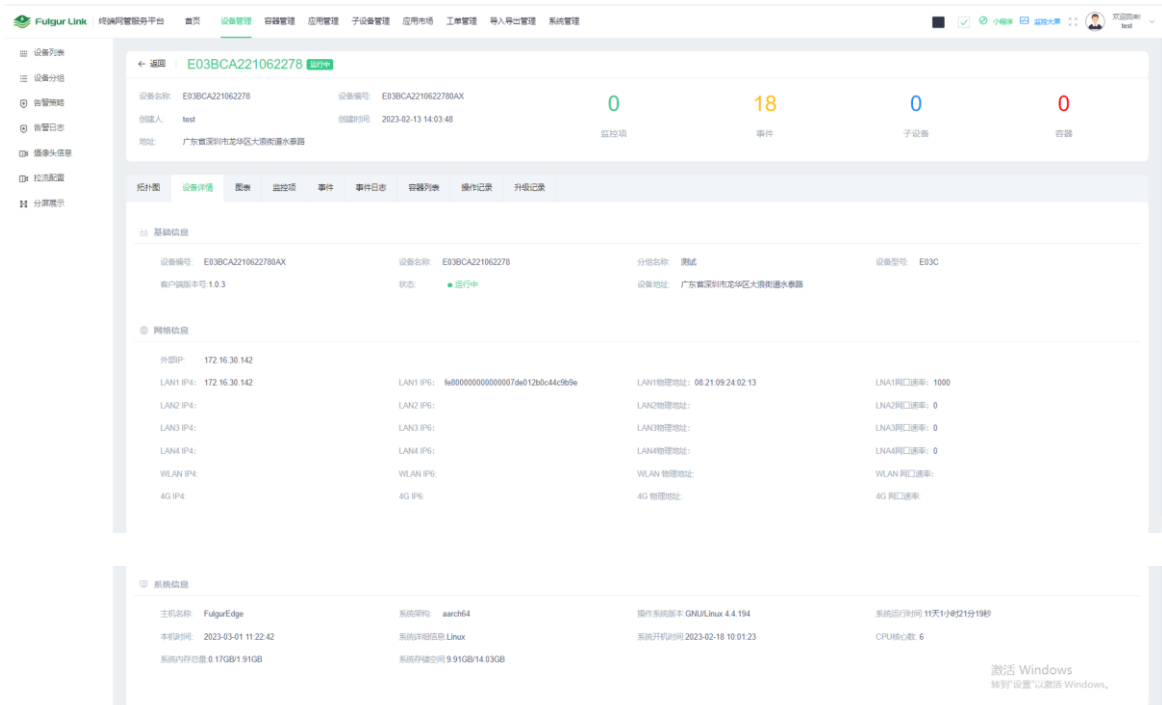 Fulgur Link 终端网管服务平台 首页 设备管理 容器管理 应用管理 子设备管理 应用市场 工单管理 导入导出管理 系统管理 小程序 监控大屏 欢迎回来! test
设备列表
设备分组
告警策略
告警日志
摄像头信息
拉流配置
分屏展示
← 返回 E03BCA221062278 运行中
设备名称: E03BCA221062278 设备编号: E03BCA2210622780AX
创建人: test 创建时间: 2023-02-13 14:03:48
地址: 广东省深圳市龙华区大浪街道水泰路
0 18 0 0
监控项 事件 子设备 容器
拓扑图 设备详情 图表 监控项 事件 事件日志 容器列表 操作记录 升级记录
基础信息
设备编号: E03BCA2210622780AX 设备名称: E03BCA221062278 分组名称: 测试 设备型号: E03C
客户端版本号:1.0.3 状态: 运行中 设备地址: 广东省深圳市龙华区大浪街道水泰路
网络信息
外部IP: 172.16.30.142
LAN1 IP4: 172.16.30.142 LAN1 IP6: fe800000000000007de012b0c44c9b9e LAN1物理地址: 08:21:09:24:02:13 LNA1网口速率: 1000
LAN2 IP4: LAN2 IP6: LAN2物理地址: LNA2网口速率: 0
LAN3 IP4: LAN3 IP6: LAN3物理地址: LNA3网口速率: 0
LAN4 IP4: LAN4 IP6: LAN4物理地址: LNA4网口速率: 0
WLAN IP4: WLAN IP6: WLAN 物理地址: WLAN 网口速率:
4G IP4: 4G IP6: 4G 物理地址: 4G 网口速率:
系统信息
主机名称: FulgurEdge 系统架构: aarch64 操作系统版本:GNU/Linux 4.4.194 系统运行时间:11天1小时21分19秒
本机时间: 2023-03-01 11:22:42 系统详细信息:Linux 系统开机时间:2023-02-18 10:01:23 CPU核心数: 6
系统内存总量:0.17GB/1.91GB 系统存储空间:9.91GB/14.03GB
激活 Windows
转到"设置"以激活 Windows。